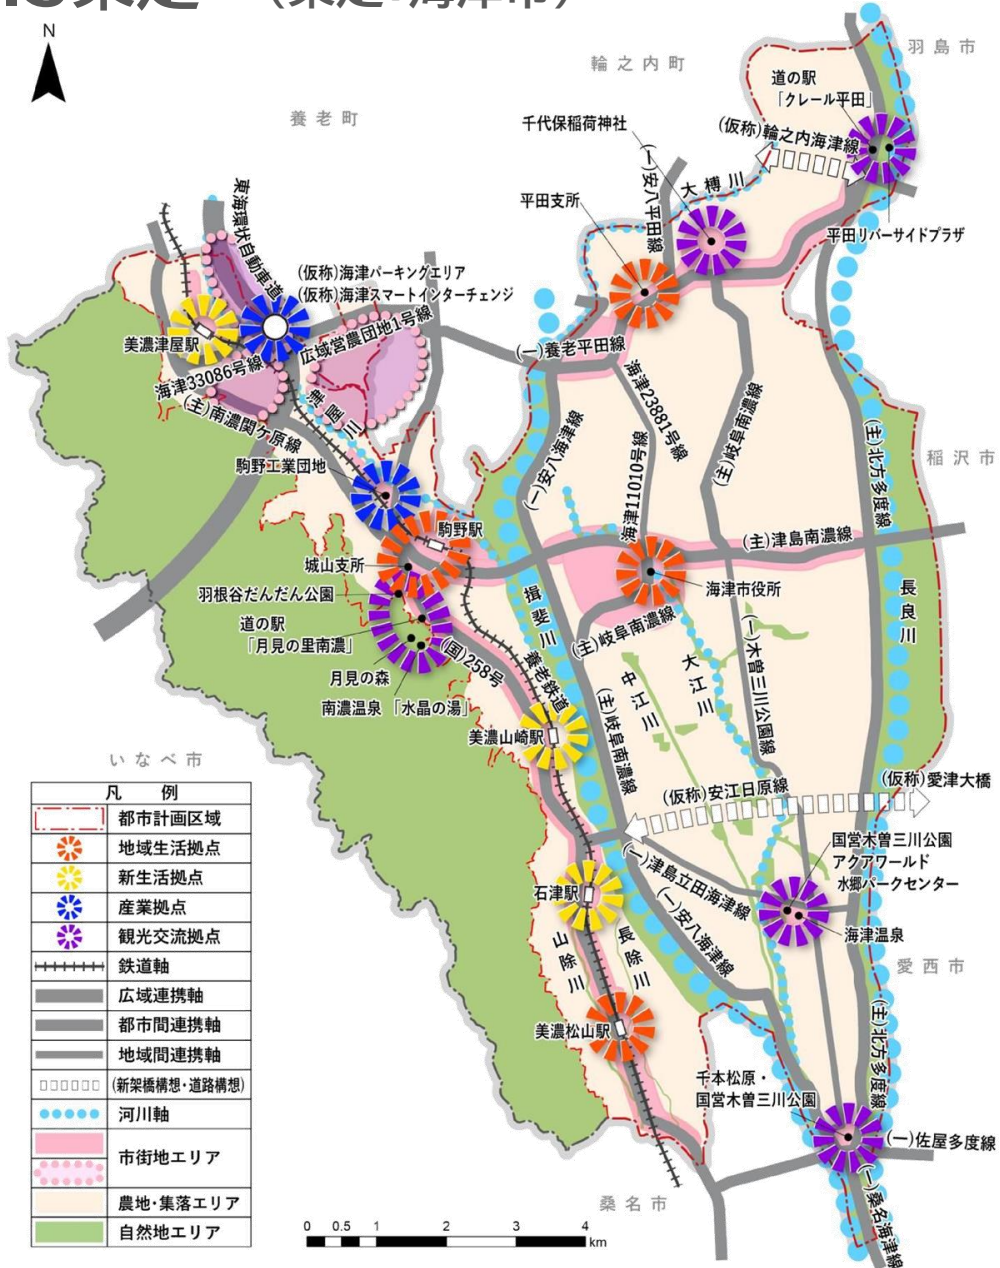 （案定：海津市）
N
羽島市
輪之内町
養老町
道の駅
「クレール平田」
千代保稲荷神社
(仮称)輪之内海津線
(一)安八平田線
大榑川
平田支所
平田リバーサイドプラザ
東海環状自動車道
(仮称)海津パーキングエリア
(仮称)海津スマートインターチェンジ
広域営農団地1号線
美濃津屋駅
海津33086号線
(主)南濃関ケ原線
津屋川
(一)養老平田線
海津23881号線
(一)安八海津線
(主)岐阜南濃線
(主)北方多度線
稲沢市
駒野工業団地
海津11010号線
駒野駅
(主)津島南濃線
城山支所
羽根谷だんだん公園
海津市役所
揖斐川
長良川
道の駅
「月見の里南濃」
(主)岐阜南濃線
(国)258号
月見の森
南濃温泉「水晶の湯」
養老鉄道
中江川
大江川
(一)木曽三川公園線
美濃山崎駅
(主)岐阜南濃線
いなべ市
(仮称)愛津大橋
(仮称)安江日原線
国営木曽三川公園
アクアワールド
水郷パークセンター
(一)津島立田海津線
石津駅
(一)安八海津線
海津温泉
山除川
長除川
愛西市
美濃松山駅
(主)北方多度線
千本松原・
国営木曽三川公園
(一)佐屋多度線
(一)桑名海津線
桑名市
凡 例
都市計画区域
地域生活拠点
新生活拠点
産業拠点
観光交流拠点
鉄道軸
広域連携軸
都市間連携軸
地域間連携軸
(新架橋構想・道路構想)
河川軸
市街地エリア
農地・集落エリア
自然地エリア
0 0.5 1 2 3 4
km